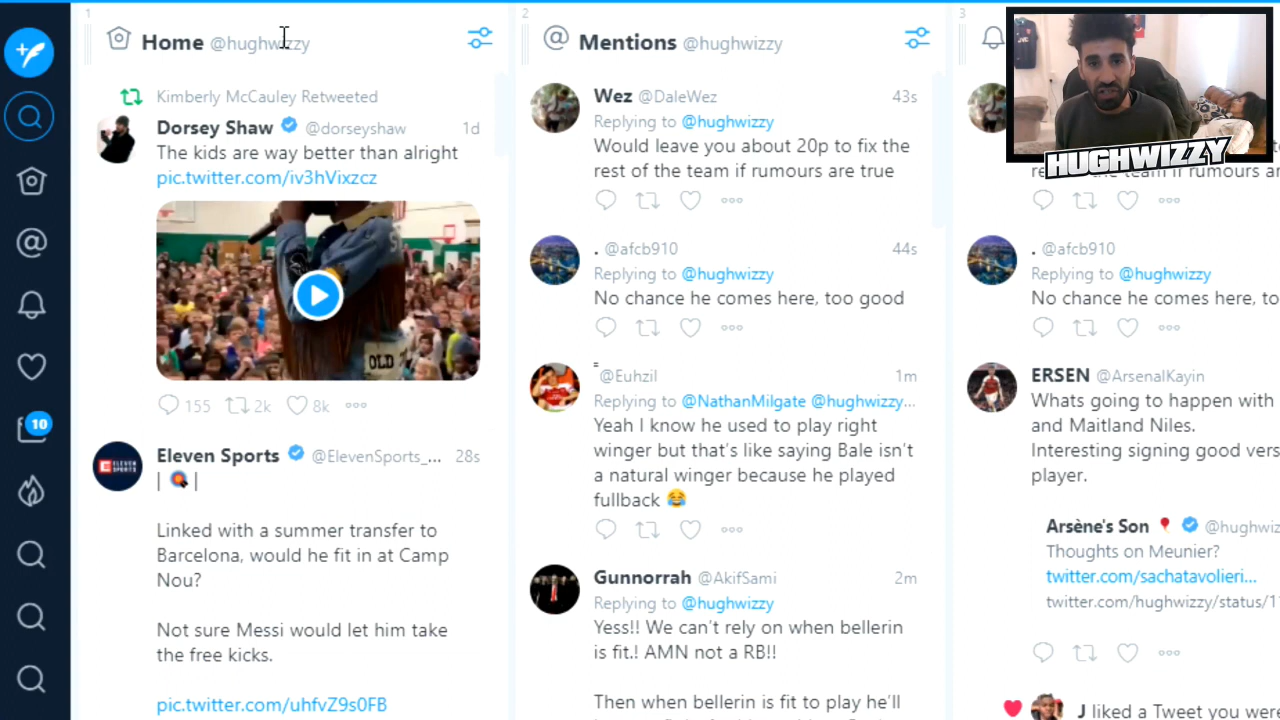 1
Home @hughwizzy
Kimberly McCauley Retweeted
Dorsey Shaw @dorseyshaw 1d
The kids are way better than alright
pic.twitter.com/iv3hVixzcz
OLD
155 2k 8k
ELEVEN
SPORTS
Eleven Sports @ElevenSports_... 28s
| |
Linked with a summer transfer to
Barcelona, would he fit in at Camp
Nou?
Not sure Messi would let him take
the free kicks.
pic.twitter.com/uhfvZ9s0FB
10
2
@ Mentions @hughwizzy
Wez @DaleWez 43s
Replying to @hughwizzy
Would leave you about 20p to fix the
rest of the team if rumours are true
. @afcb910 44s
Replying to @hughwizzy
No chance he comes here, too good
@Euhzil 1m
Replying to @NathanMilgate @hughwizzy...
Yeah I know he used to play right
winger but that's like saying Bale isn't
a natural winger because he played
fullback 😂
Gunnorrah @AkifSami 2m
Replying to @hughwizzy
Yess!! We can't rely on when bellerin
is fit.! AMN not a RB!!
Then when bellerin is fit to play he'll
3
HUGHWIZZY
. @afcb910
Replying to @hughwizzy
No chance he comes here, to
ERSEN @ArsenalKayin
Whats going to happen with
and Maitland Niles.
Interesting signing good vers
player.
Arsène's Son 🎈 @hughwiz
Thoughts on Meunier?
twitter.com/sachatavolieri...
twitter.com/hughwizzy/status/1
J liked a Tweet you were